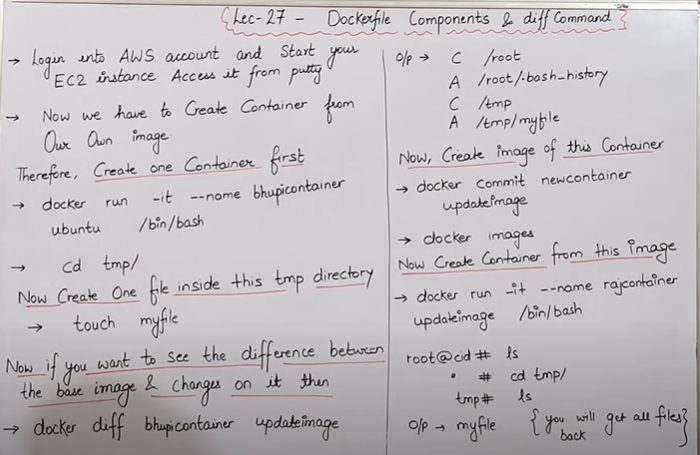 {Lec-27 - Dockerfile Components & diff Command}
→ Login into AWS account and Start your
EC2 instance Access it from putty
→ Now we have to Create Container from
Our Own image.
Therefore, Create one Container first
→ docker run -it --name bhupicontainer
ubuntu /bin/bash
→ cd tmp/
Now Create One file inside this tmp directory
→ touch myfile
Now if you want to see the difference between
the base image & changes on it then
→ docker diff bhupicontainer updateimage
O/p → C /root
A /root/.bash_history
C /tmp
A /tmp/myfile
Now, Create image of this Container
→ docker commit newcontainer
updateimage
→ docker images
Now Create Container from this image
→ docker run -it --name rajcontainer
updateimage /bin/bash
root@cid # ls
" # cd tmp/
tmp# ls
O/p → myfile {you will get all files
back}